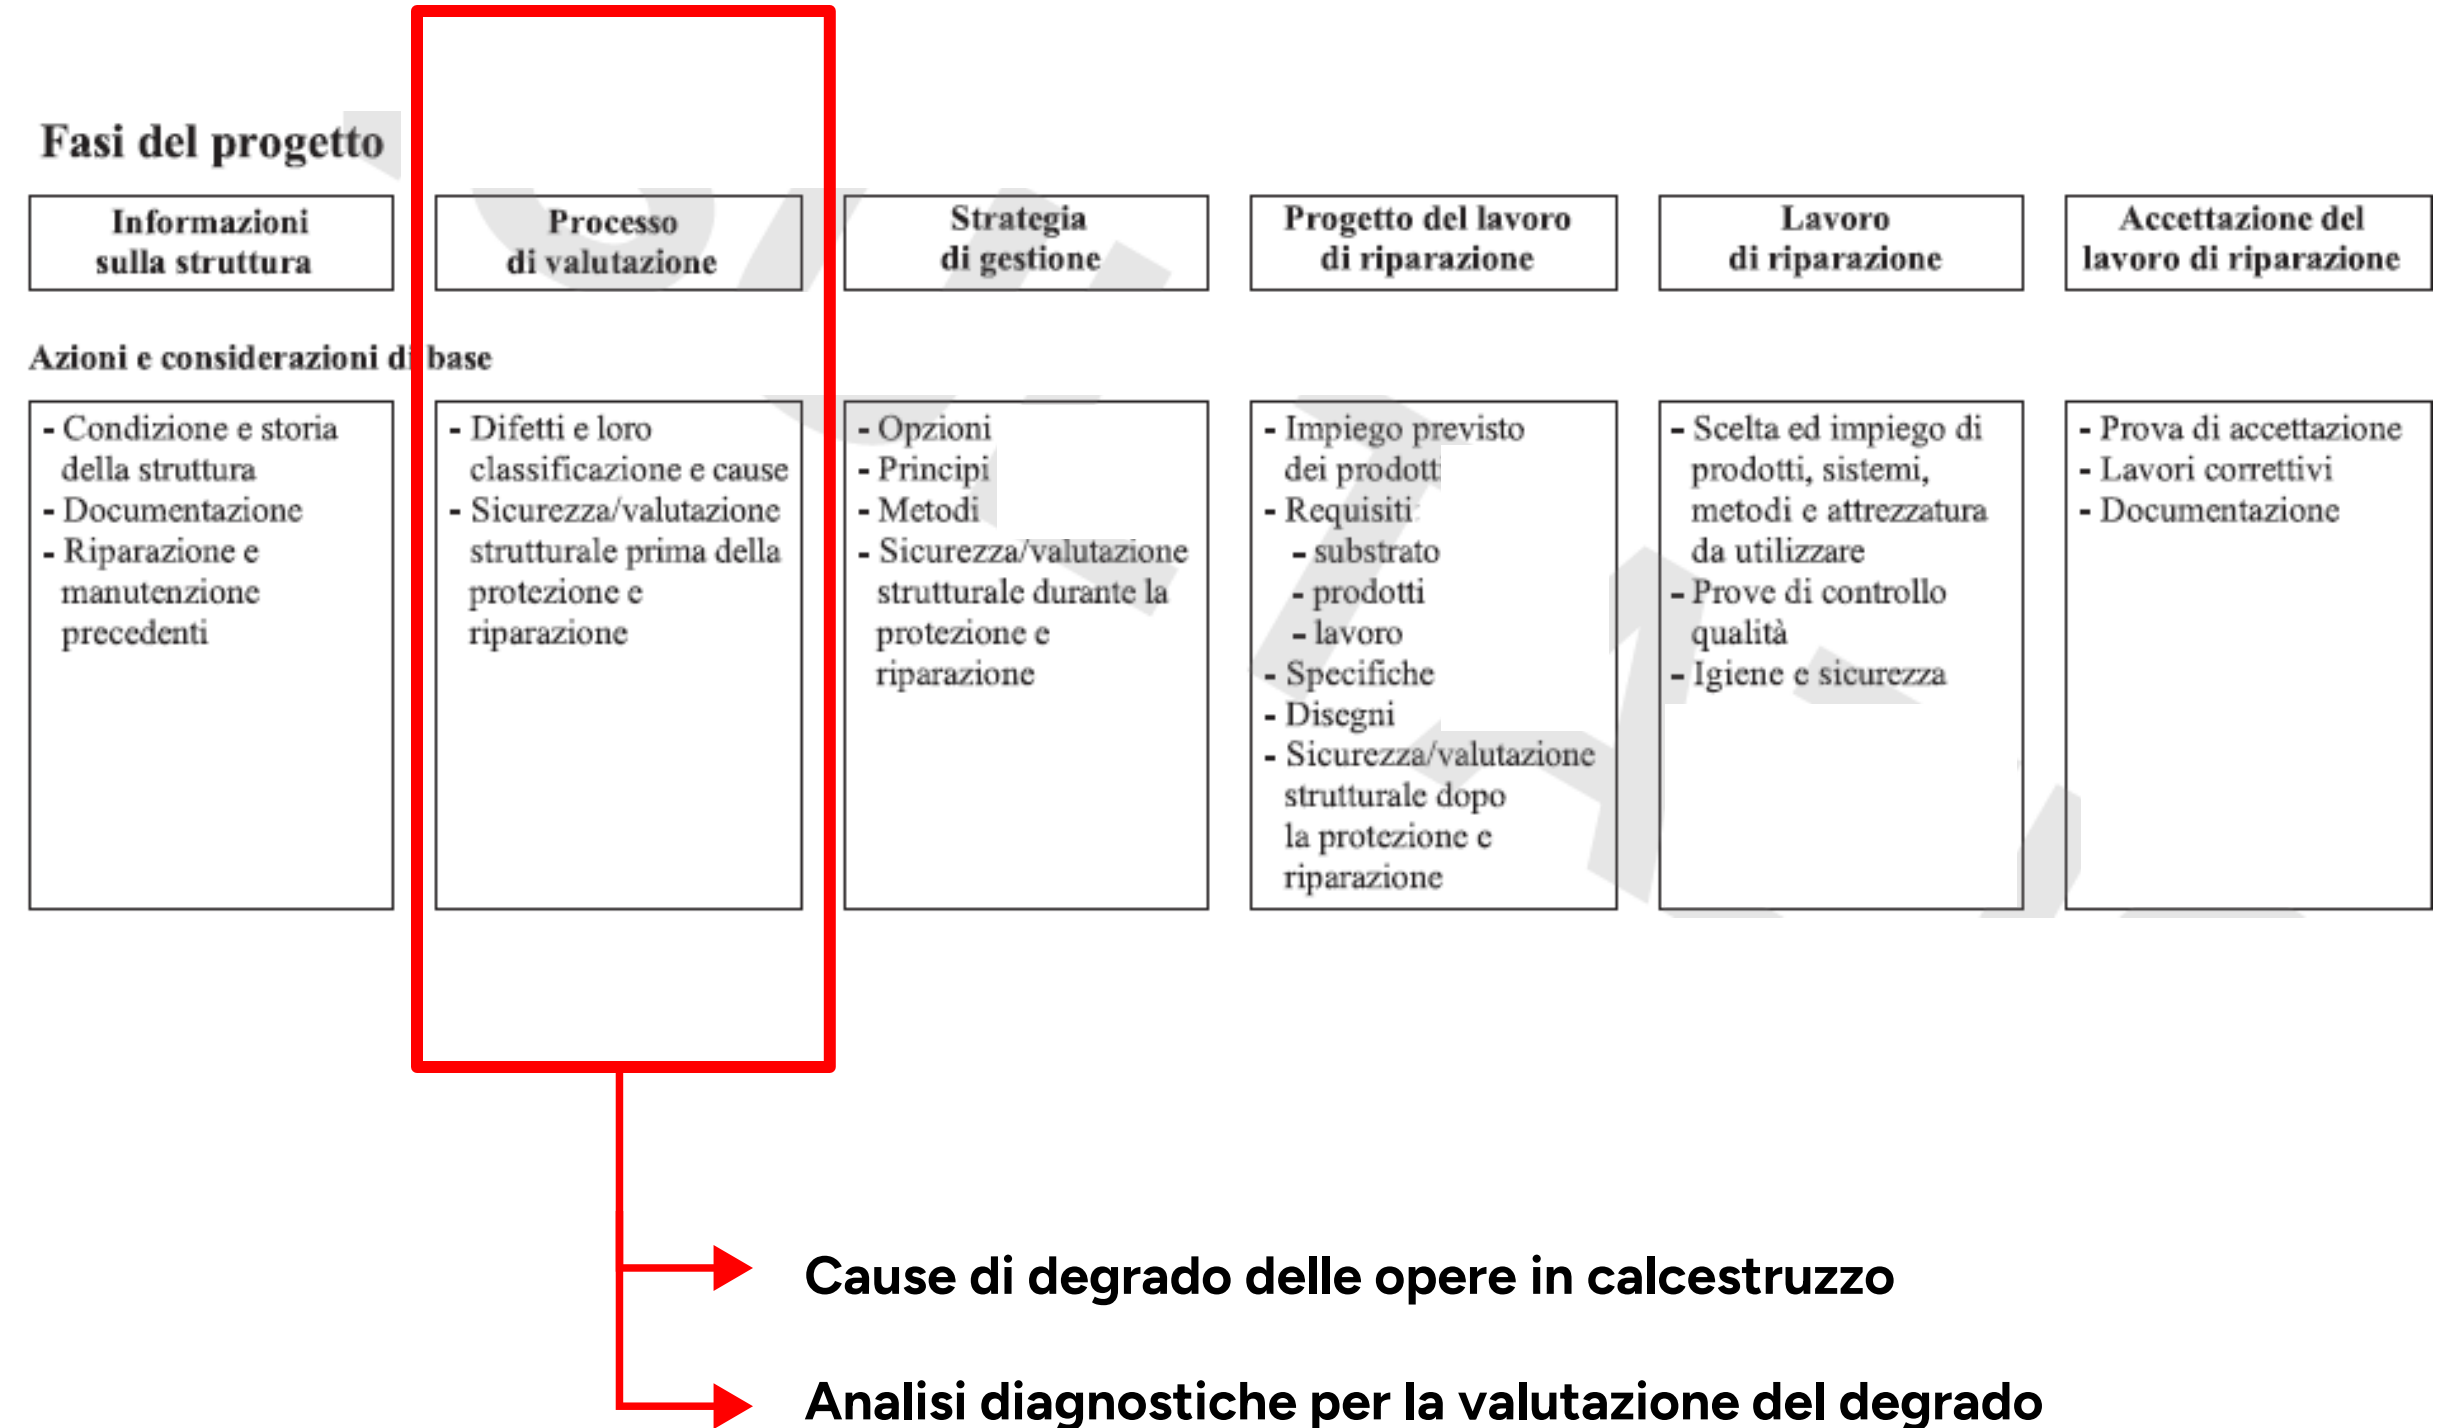 Fasi del progetto
Informazioni
sulla struttura
Processo
di valutazione
Strategia
di gestione
Progetto del lavoro
di riparazione
Lavoro
di riparazione
Accettazione del
lavoro di riparazione
Azioni e considerazioni di base
- Condizione e storia
della struttura
- Documentazione
- Riparazione e
manutenzione
precedenti
- Difetti e loro
classificazione e cause
- Sicurezza/valutazione
strutturale prima della
protezione e
riparazione
- Opzioni
- Principi
- Metodi
- Sicurezza/valutazione
strutturale durante la
protezione e
riparazione
- Impiego previsto
dei prodotti
- Requisiti:
- substrato
- prodotti
- lavoro
- Specifiche
- Disegni
- Sicurezza/valutazione
strutturale dopo
la protezione e
riparazione
- Scelta ed impiego di
prodotti, sistemi,
metodi e attrezzatura
da utilizzare
- Prove di controllo
qualità
- Igiene e sicurezza
- Prova di accettazione
- Lavori correttivi
- Documentazione
Cause di degrado delle opere in calcestruzzo
Analisi diagnostiche per la valutazione del degrado